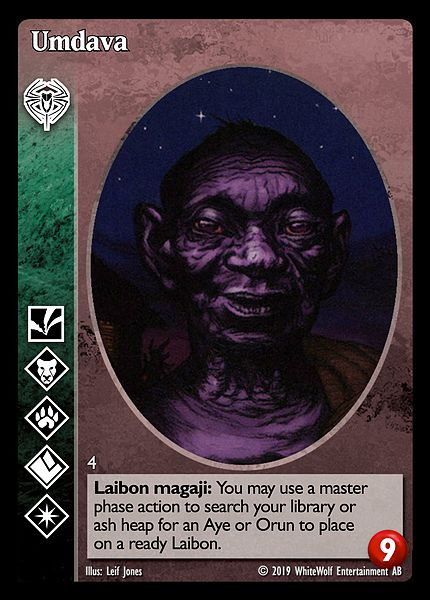 Umdava
4
Laibon magaji: You may use a master
phase action to search your library or
ash heap for an Aye or Orun to place
on a ready Laibon.
9
Illus: Leif Jones
© 2019 WhiteWolf Entertainment AB